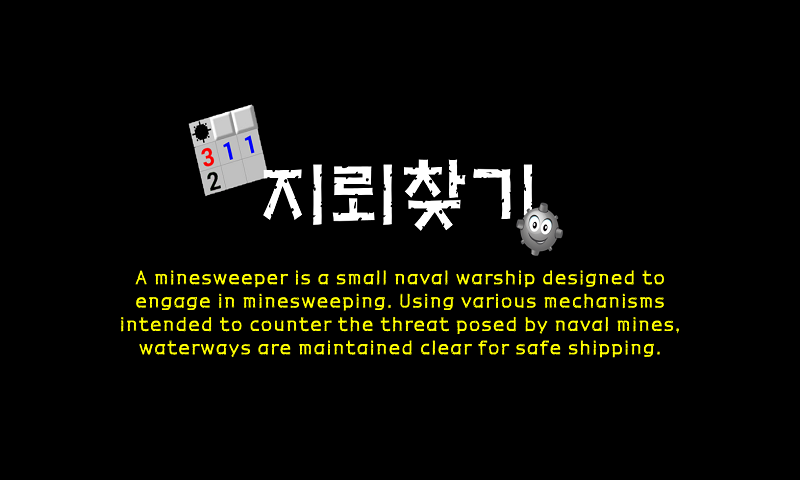 3 1 1
2
지뢰찾기
A minesweeper is a small naval warship designed to
engage in minesweeping. Using various mechanisms
intended to counter the threat posed by naval mines,
waterways are maintained clear for safe shipping.